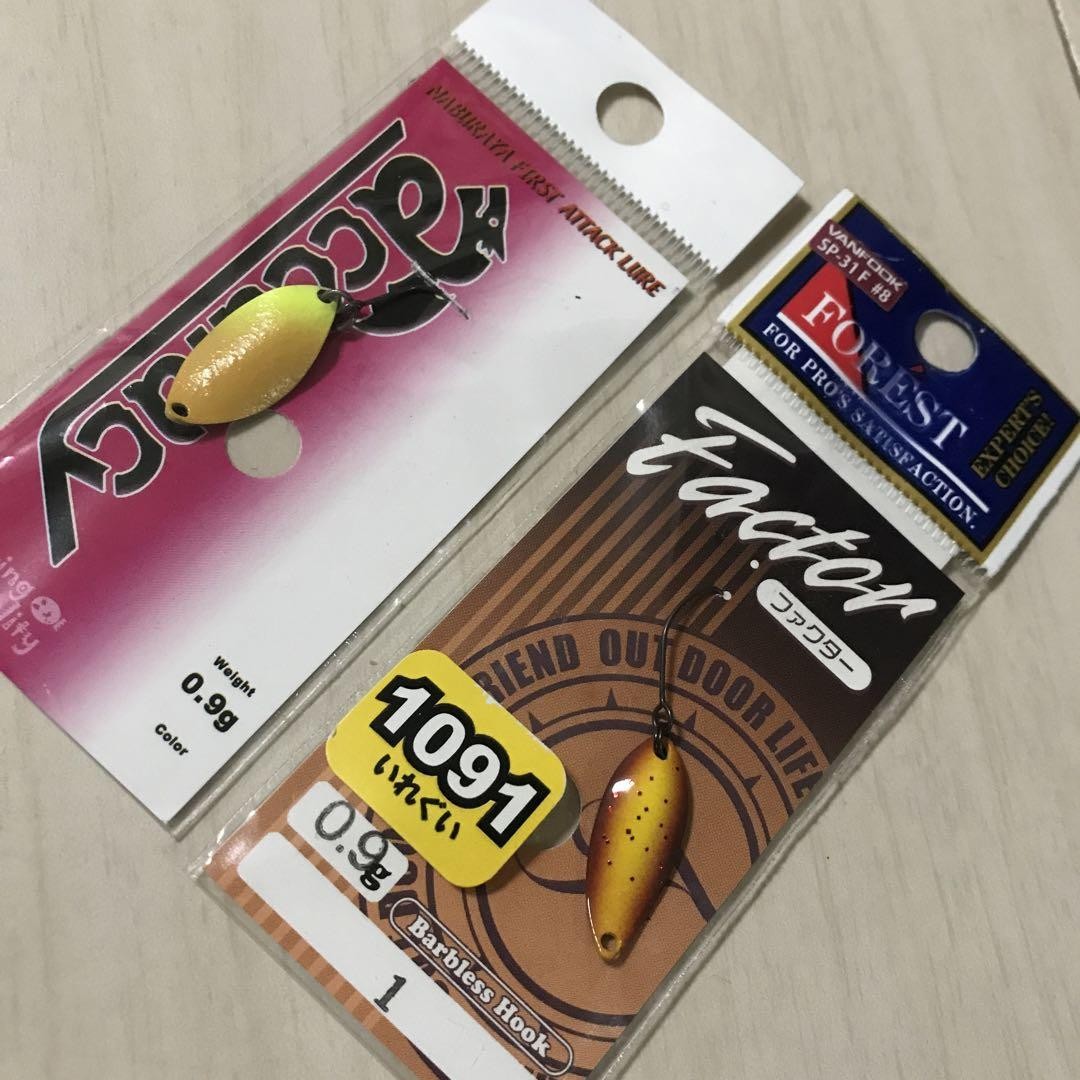 NABURAYA FIRST ATTACK LURE
Weight
0.9g
Color
VANFOOK
SP-31F #8
FOREST
FOR PRO'S SATISFACTION.
EXPERT'S
CHOICE!
Factor
ファクター
RIEND OUTDOOR LIFE
1091
いれぐい
0.9g
Barbless Hook
1